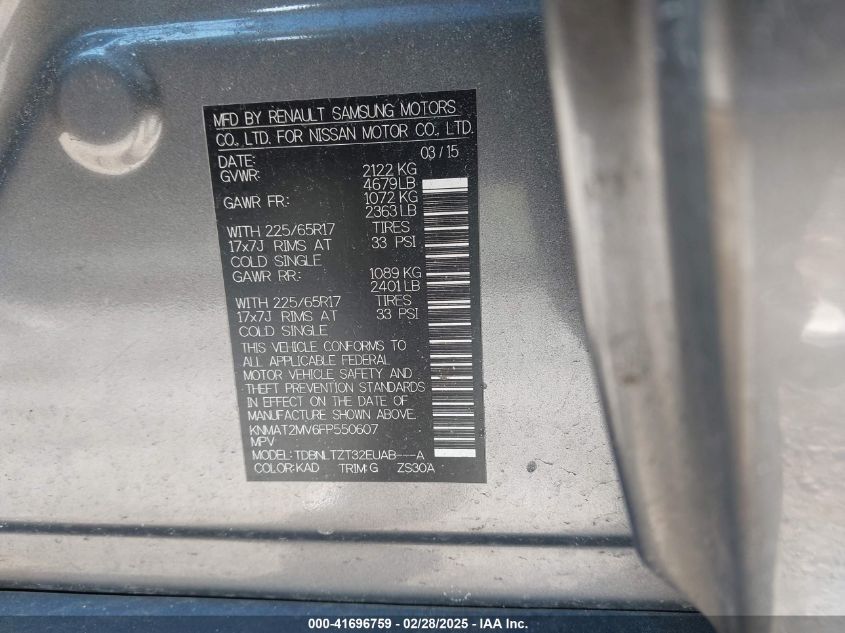 MFD BY RENAULT SAMSUNG MOTORS
CO., LTD. FOR NISSAN MOTOR CO., LTD.
DATE: 03/15
GVWR: 2122 KG
4679LB
GAWR FR: 1072 KG
2363 LB
WITH 225/65R17 TIRES
17x7J RIMS AT 33 PSI
COLD SINGLE
GAWR RR: 1089 KG
2401 LB
WITH 225/65R17 TIRES
17x7J RIMS AT 33 PSI
COLD SINGLE
THIS VEHICLE CONFORMS TO
ALL APPLICABLE FEDERAL
MOTOR VEHICLE SAFETY AND
THEFT PREVENTION STANDARDS
IN EFFECT ON THE DATE OF
MANUFACTURE SHOWN ABOVE.
KNMAT2MV6FP550607
MPV
MODEL: TDBNLTZT32EUAB---A
COLOR:KAD TRIM:G ZS30A
000-41696759 - 02/28/2025 - © IAA, Inc.